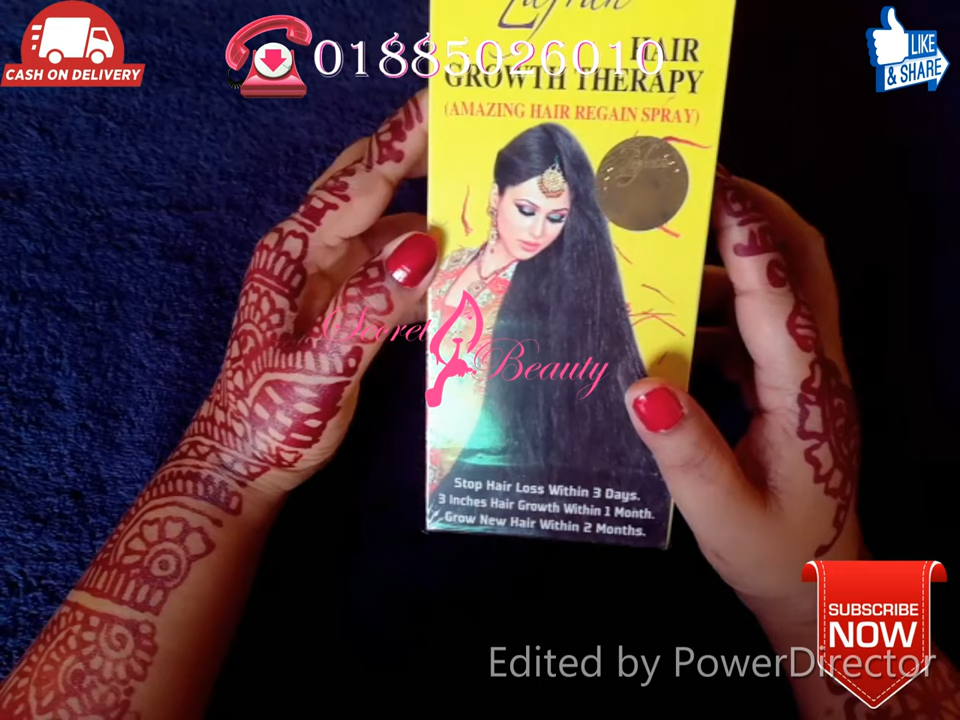 CASH ON DELIVERY
01885026010
LIKE
& SHARE
HAIR
GROWTH THERAPY
(AMAZING HAIR REGAIN SPRAY)
Secret
Beauty
Stop Hair Loss Within 3 Days.
3 Inches Hair Growth Within 1 Month.
Grow New Hair Within 2 Months.
SUBSCRIBE
NOW
Edited by PowerDirector